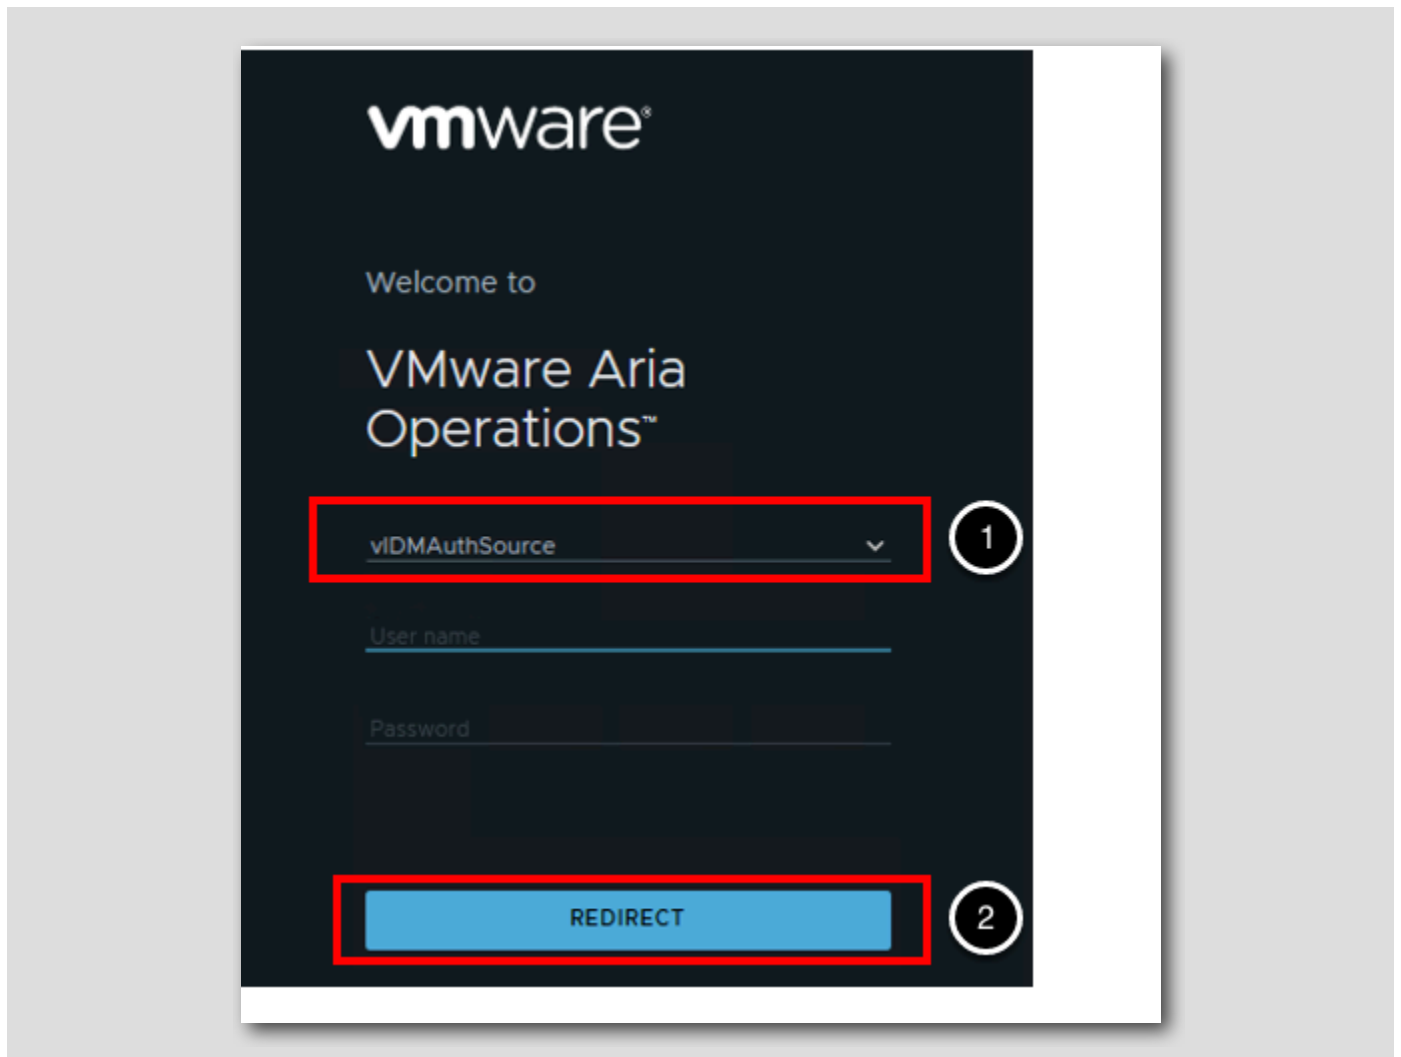 vmware®
Welcome to
VMware Aria
Operations™
vIDMAuthSource
1
User name
Password
REDIRECT
2